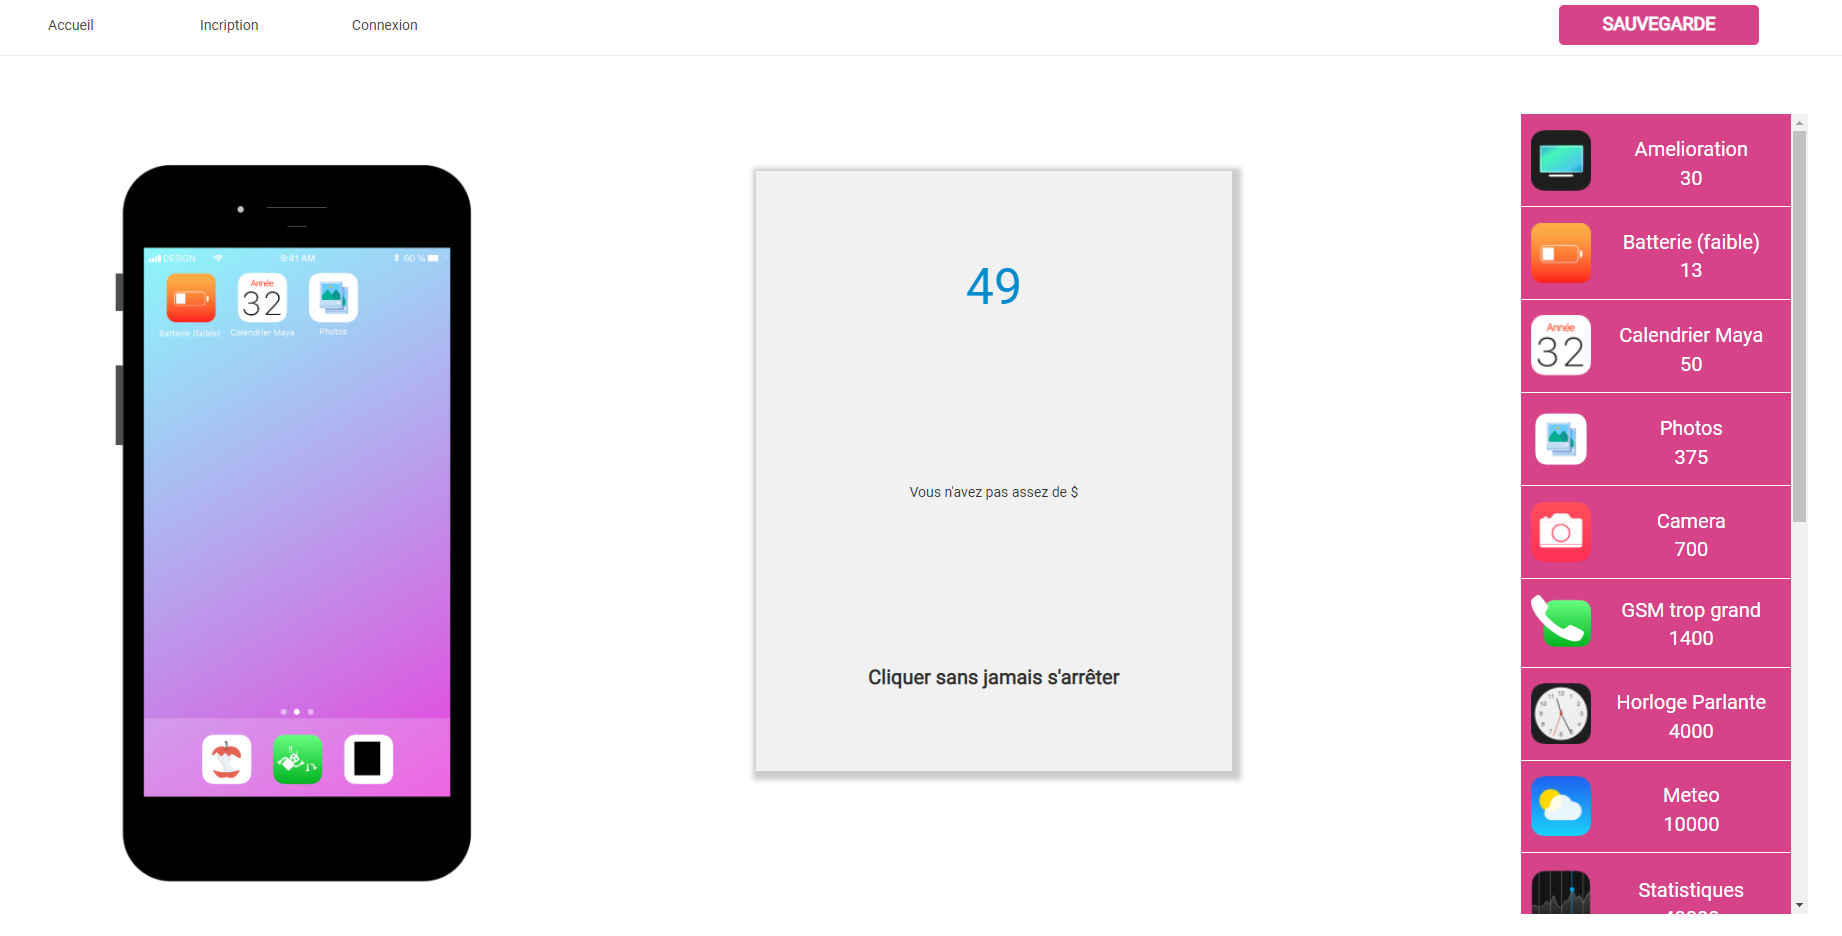 Accueil
Incription
Connexion
SAUVEGARDE
DESIGN
9:41 AM
60 %
Année
32
Batterie (faible)
Calendrier Maya
Photos
49
Vous n'avez pas assez de $
Cliquer sans jamais s'arrêter
Amelioration
30
Batterie (faible)
13
Année
32
Calendrier Maya
50
Photos
375
Camera
700
GSM trop grand
1400
Horloge Parlante
4000
Meteo
10000
Statistiques